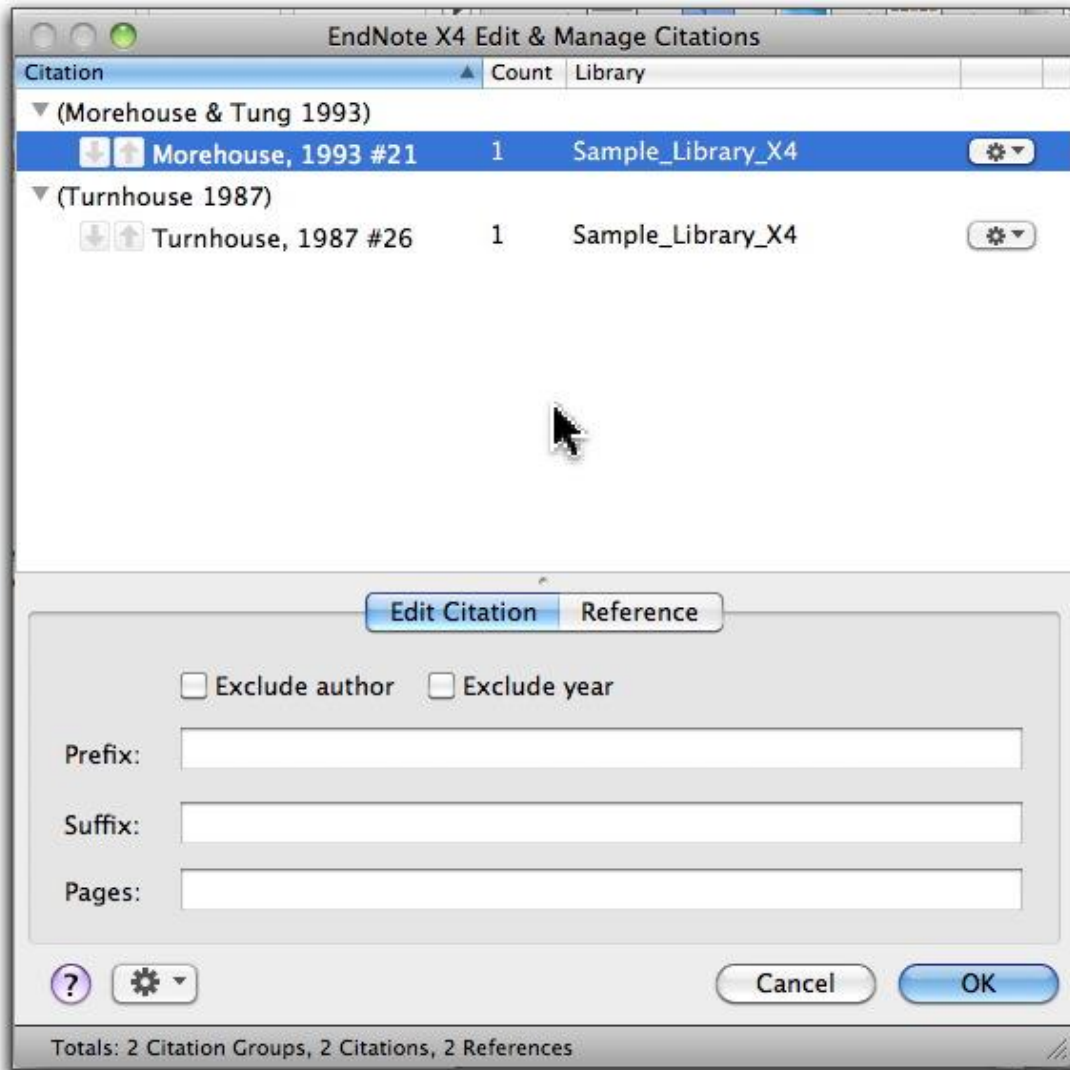 EndNote X4 Edit & Manage Citations
Citation Count Library
(Morehouse & Tung 1993)
Morehouse, 1993 #21 1 Sample_Library_X4
(Turnhouse 1987)
Turnhouse, 1987 #26 1 Sample_Library_X4
Edit Citation Reference
Exclude author Exclude year
Prefix:
Suffix:
Pages:
? Cancel OK
Totals: 2 Citation Groups, 2 Citations, 2 References